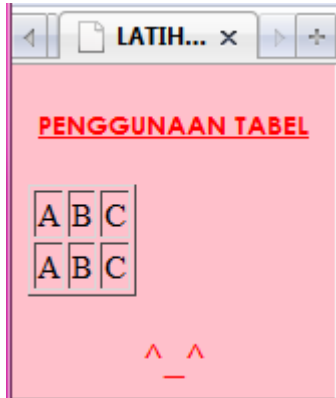 LATIH...
PENGGUNAAN TABEL
A B C
A B C
^_^